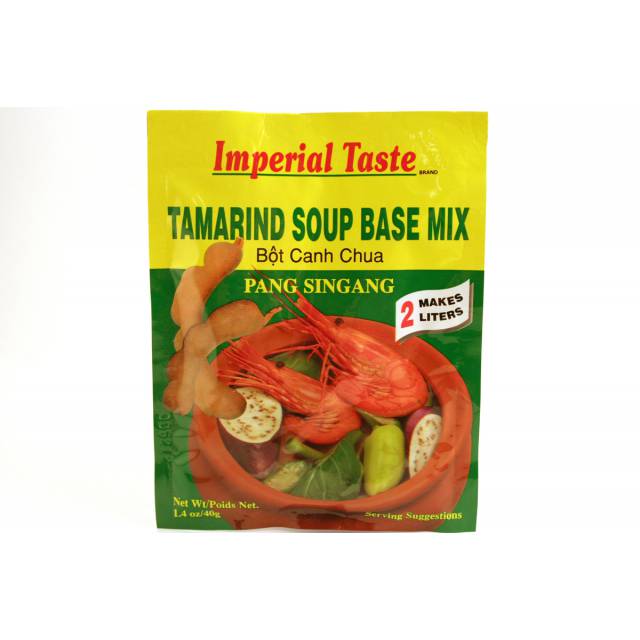 Imperial Taste
BRAND
TAMARIND SOUP BASE MIX
Bột Canh Chua
PANG SINGANG
2 MAKES
LITERS
Net Wt/Poids Net.
1.4 oz/40g
Serving Suggestions